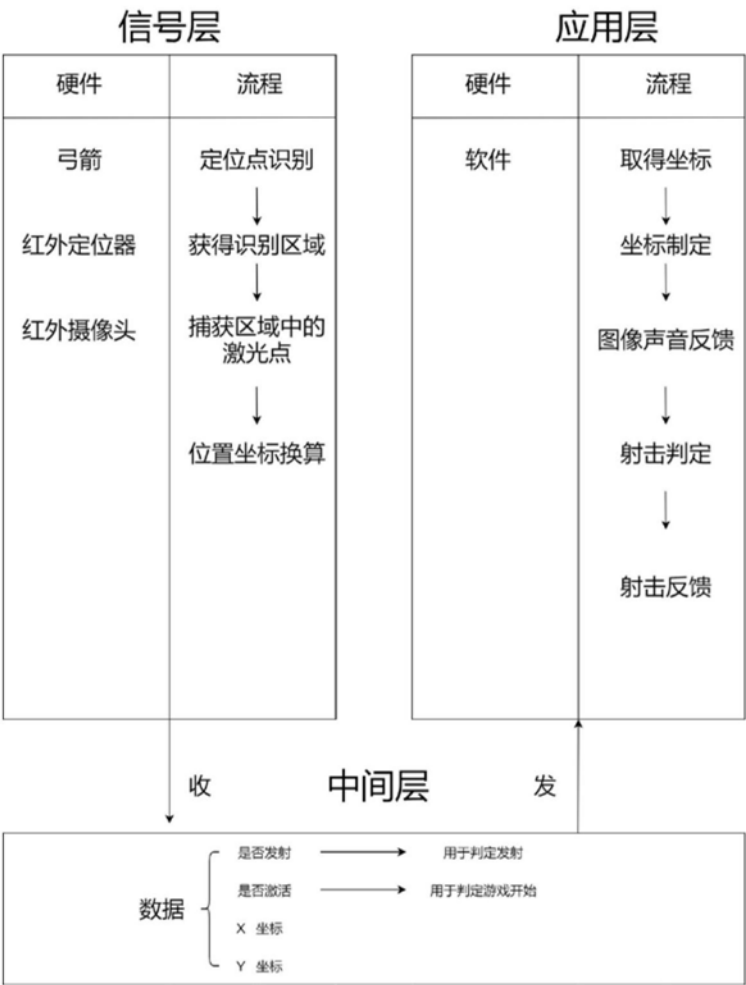 信号层
硬件
流程
弓箭
红外定位器
红外摄像头
定位点识别
获得识别区域
捕获区域中的
激光点
位置坐标换算
应用层
硬件
流程
软件
取得坐标
坐标制定
图像声音反馈
射击判定
射击反馈
收
中间层
发
数据
是否发射
用于判定发射
是否激活
用于判定游戏开始
X 坐标
Y 坐标